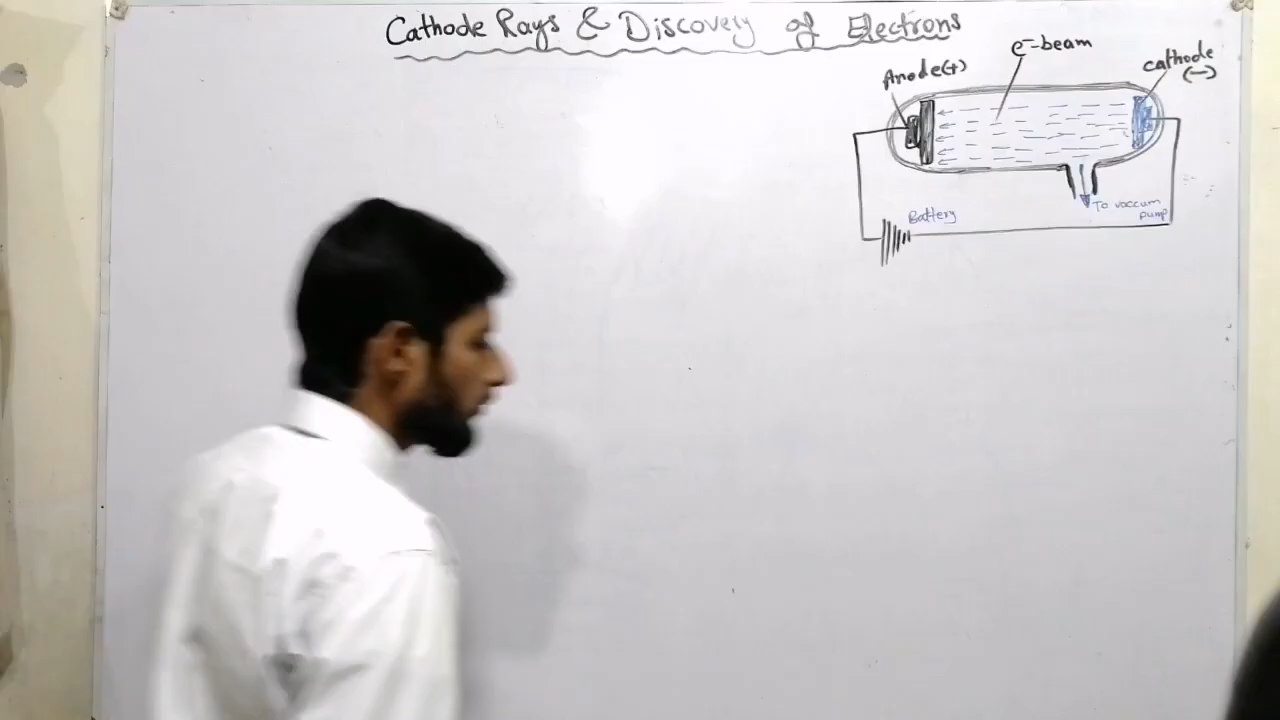 Cathode Rays & Discovery of Electrons
e⁻-beam
Anode(+)
cathode
(-)
Battery
To vaccum
pump